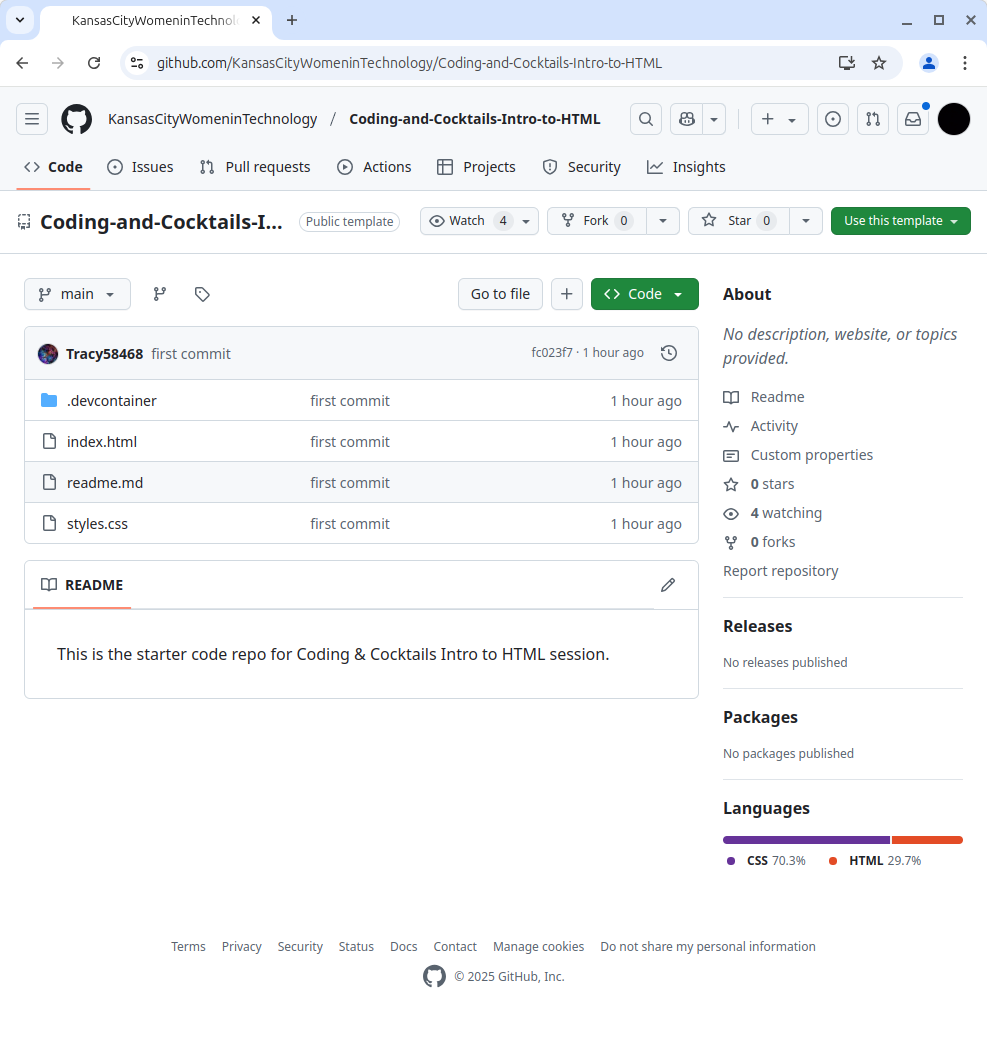 KansasCityWomeninTechnol
github.com/KansasCityWomeninTechnology/Coding-and-Cocktails-Intro-to-HTML
KansasCityWomeninTechnology / Coding-and-Cocktails-Intro-to-HTML
Code Issues Pull requests Actions Projects Security Insights
Coding-and-Cocktails-I... Public template Watch 4 Fork 0 Star 0 Use this template
main Go to file Code
Tracy58468 first commit fc023f7 · 1 hour ago
.devcontainer first commit 1 hour ago
index.html first commit 1 hour ago
readme.md first commit 1 hour ago
styles.css first commit 1 hour ago
README
This is the starter code repo for Coding & Cocktails Intro to HTML session.
About
No description, website, or topics
provided.
Readme
Activity
Custom properties
0 stars
4 watching
0 forks
Report repository
Releases
No releases published
Packages
No packages published
Languages
CSS 70.3% HTML 29.7%
Terms Privacy Security Status Docs Contact Manage cookies Do not share my personal information
© 2025 GitHub, Inc.